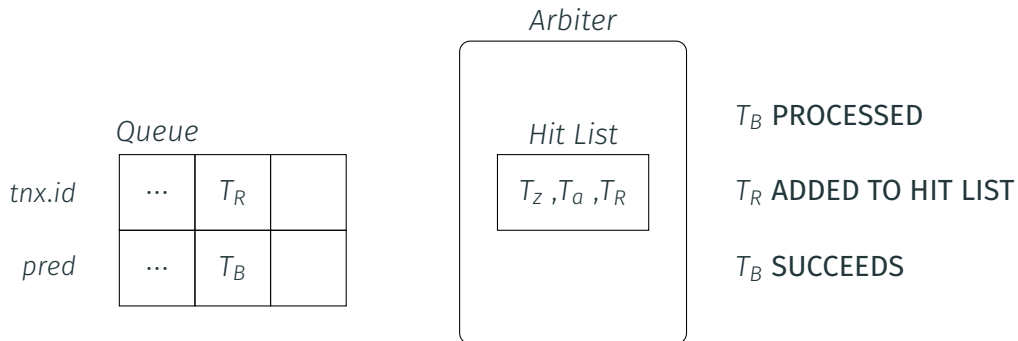 Arbiter
Queue
tnx.id ... T_R
pred ... T_B
Hit List
T_z ,T_a ,T_R
T_B PROCESSED
T_R ADDED TO HIT LIST
T_B SUCCEEDS